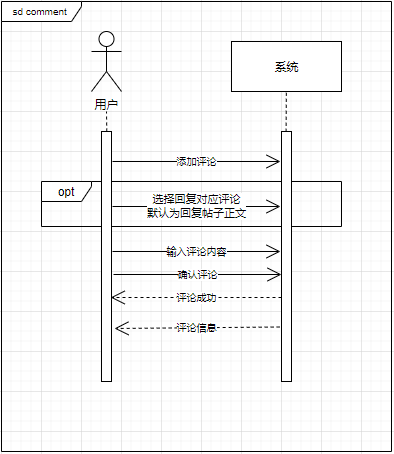 sd comment
系统
用户
添加评论
opt
选择回复对应评论
默认为回复帖子正文
输入评论内容
确认评论
评论成功
评论信息